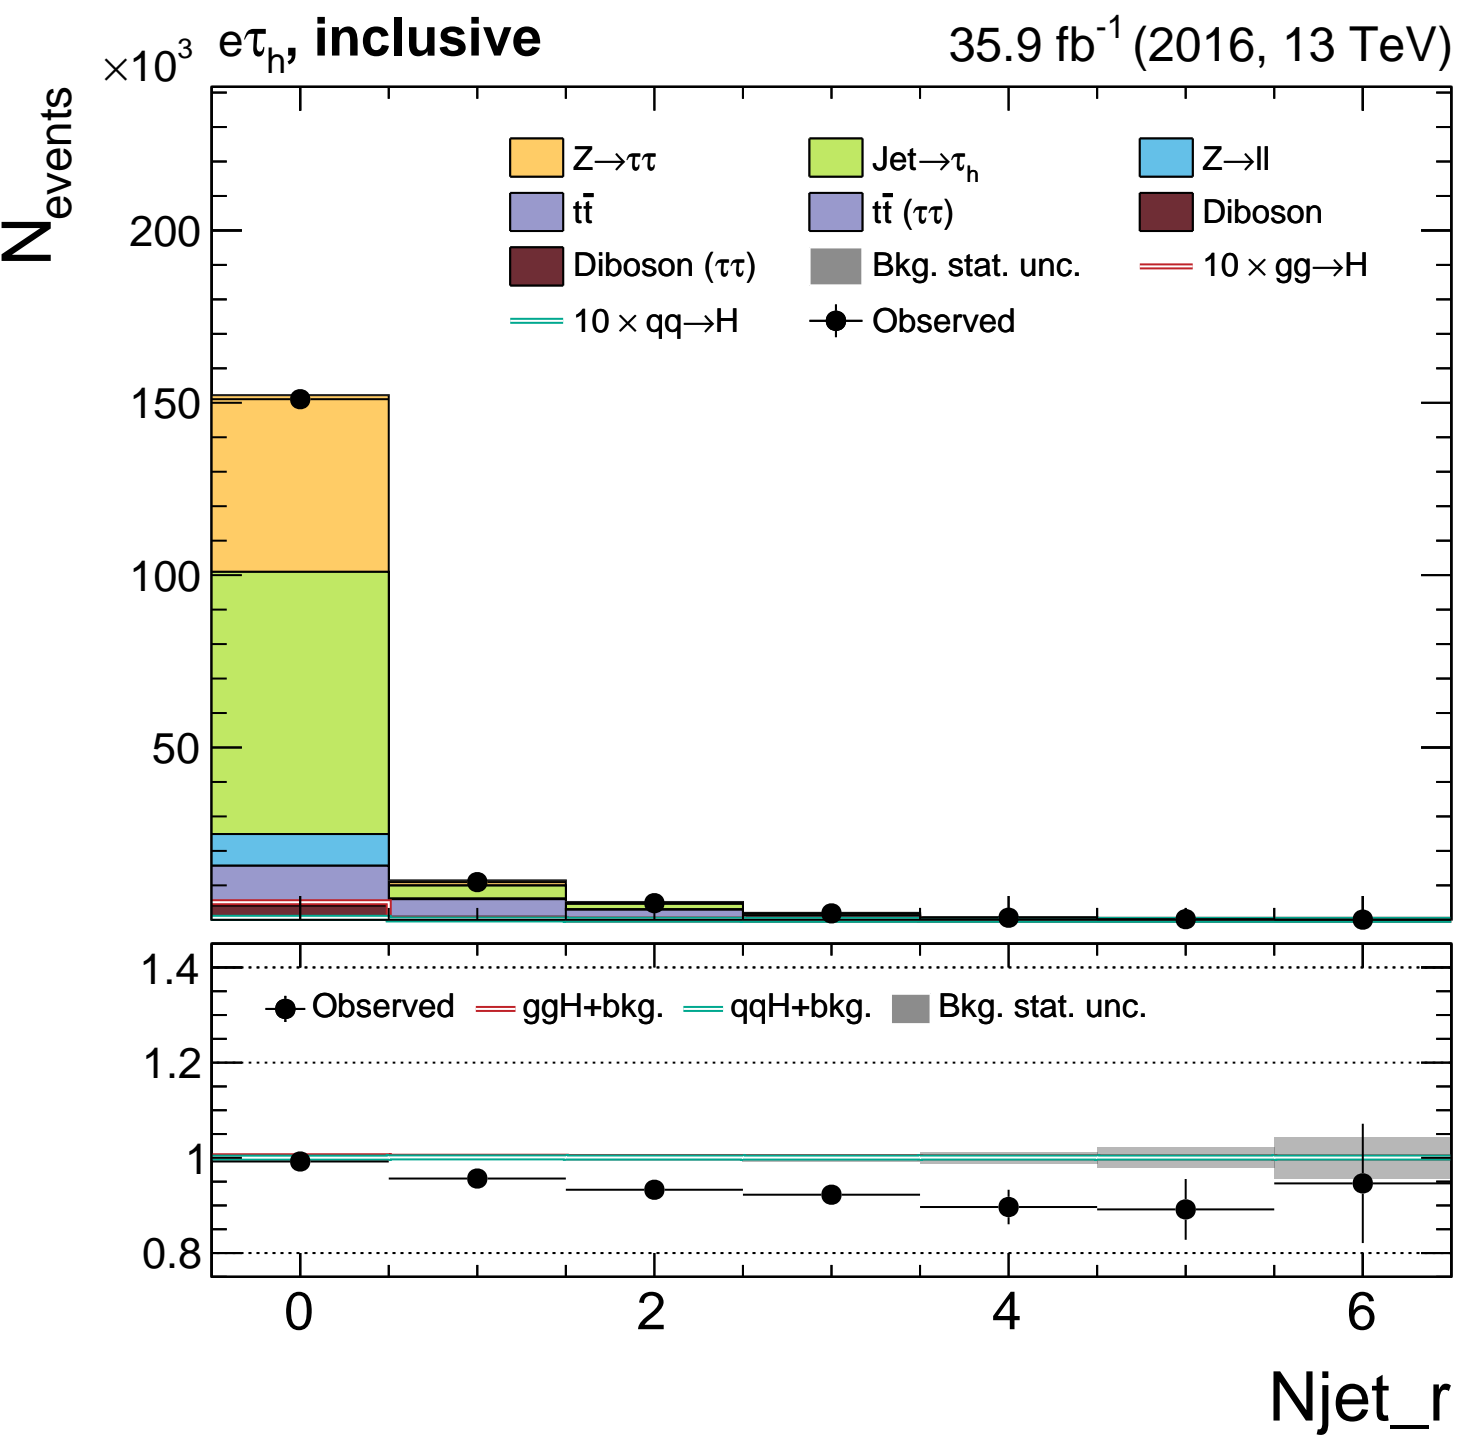 ×10³ eτₕ, inclusive 35.9 fb⁻¹ (2016, 13 TeV)
N_events
Z→ττ Jet→τₕ Z→ll
tt̄ tt̄ (ττ) Diboson
Diboson (ττ) Bkg. stat. unc. 10 × gg→H
10 × qq→H Observed
200
150
100
50
1.4
Observed ggH+bkg. qqH+bkg. Bkg. stat. unc.
1.2
1
0.8
0 2 4 6
Njet_r